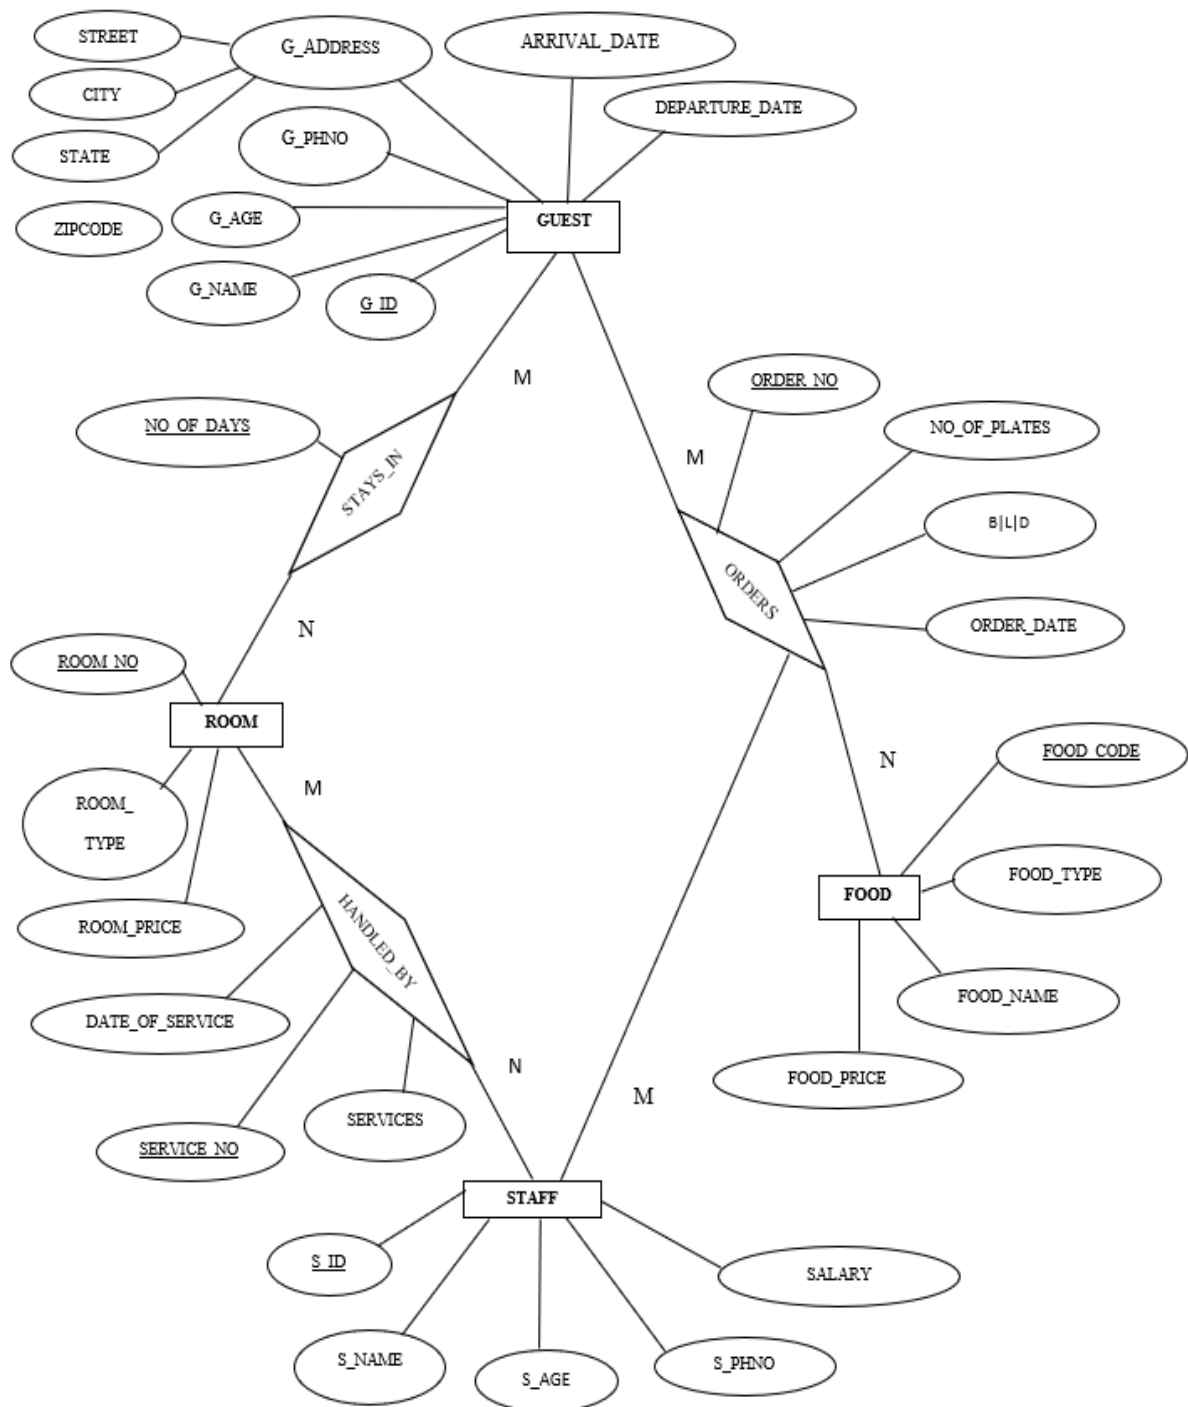 STREET
G_ADDRESS
ARRIVAL_DATE
CITY
DEPARTURE_DATE
G_PHNO
STATE
G_AGE
GUEST
ZIPCODE
G_NAME
G_ID
M
ORDER_NO
NO_OF_DAYS
NO_OF_PLATES
M
STAYS_IN
B|L|D
ORDERS
N
ORDER_DATE
ROOM_NO
ROOM
FOOD_CODE
N
M
ROOM_
TYPE
FOOD_TYPE
FOOD
ROOM_PRICE
HANDLED_BY
FOOD_NAME
DATE_OF_SERVICE
N
FOOD_PRICE
M
SERVICES
SERVICE_NO
STAFF
S_ID
SALARY
S_NAME
S_PHNO
S_AGE